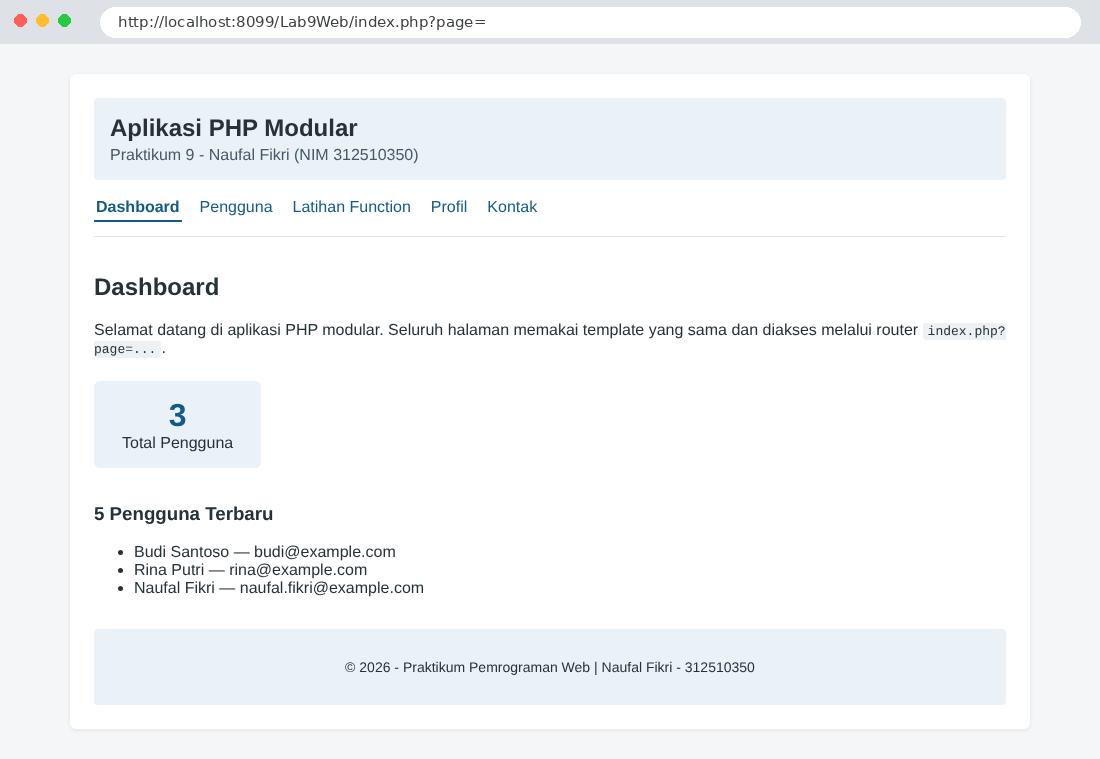 http://localhost:8099/Lab9Web/index.php?page=
Aplikasi PHP Modular
Praktikum 9 - Naufal Fikri (NIM 312510350)
Dashboard Pengguna Latihan Function Profil Kontak
Dashboard
Selamat datang di aplikasi PHP modular. Seluruh halaman memakai template yang sama dan diakses melalui router index.php?
page=... .
3
Total Pengguna
5 Pengguna Terbaru
• Budi Santoso — budi@example.com
• Rina Putri — rina@example.com
• Naufal Fikri — naufal.fikri@example.com
© 2026 - Praktikum Pemrograman Web | Naufal Fikri - 312510350